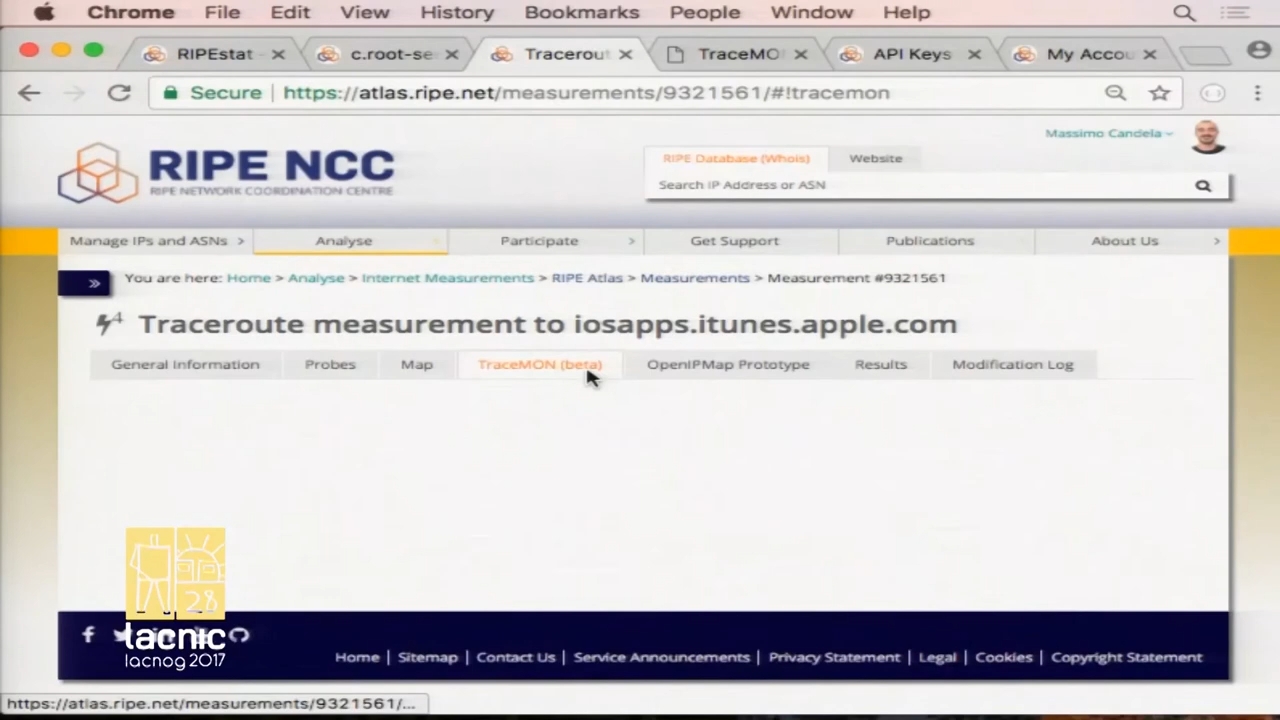 Chrome File Edit View History Bookmarks People Window Help
RIPEstat - c.root-se Tracerout TraceMO API Keys My Accou
Secure https://atlas.ripe.net/measurements/9321561/#!tracemon
Massimo Candela
RIPE NCC
RIPE NETWORK COORDINATION CENTRE
RIPE Database (Whois) Website
Search IP Address or ASN
Manage IPs and ASNs > Analyse Participate > Get Support Publications About Us >
» You are here: Home > Analyse > Internet Measurements > RIPE Atlas > Measurements > Measurement #9321561
4 Traceroute measurement to iosapps.itunes.apple.com
General Information Probes Map TraceMON (beta) OpenIPMap Prototype Results Modification Log
28
lacnic
lacnog 2017
Home | Sitemap | Contact Us | Service Announcements | Privacy Statement | Legal | Cookies | Copyright Statement
https://atlas.ripe.net/measurements/9321561/...